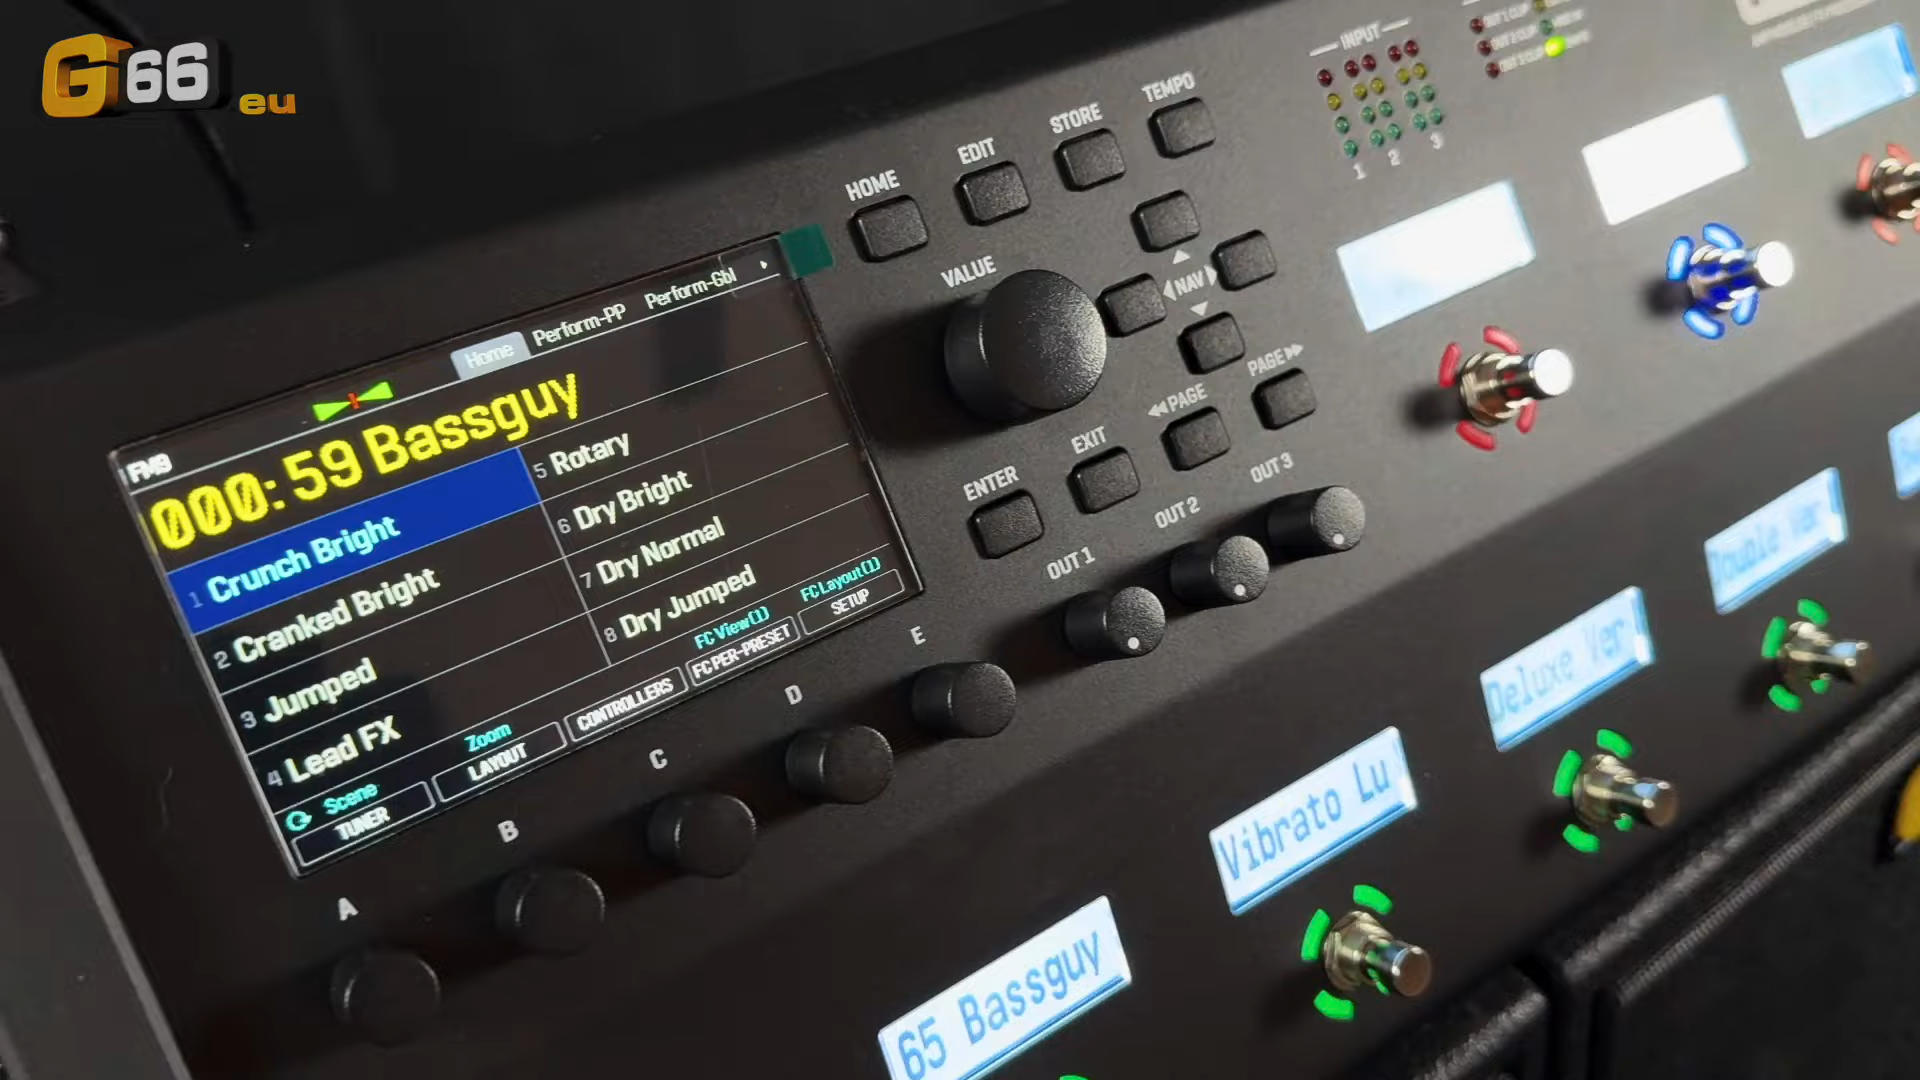 G66.eu
HOME
EDIT
STORE
TEMPO
INPUT
1 2 3
VALUE
NAV
PAGE
PAGE
ENTER
EXIT
OUT 1
OUT 2
OUT 3
FM9
Home Perform-PP Perform-Gbl
000: 59 Bassguy
1 Crunch Bright
2 Cranked Bright
3 Jumped
4 Lead FX
5 Rotary
6 Dry Bright
7 Dry Normal
8 Dry Jumped
Scene
Zoom
FC View(1)
FC Layout(1)
TUNER
LAYOUT
CONTROLLERS
FC PER-PRESET
SETUP
A
B
C
D
E
65 Bassguy
Vibrato Lu
Deluxe Ver
Double Ver